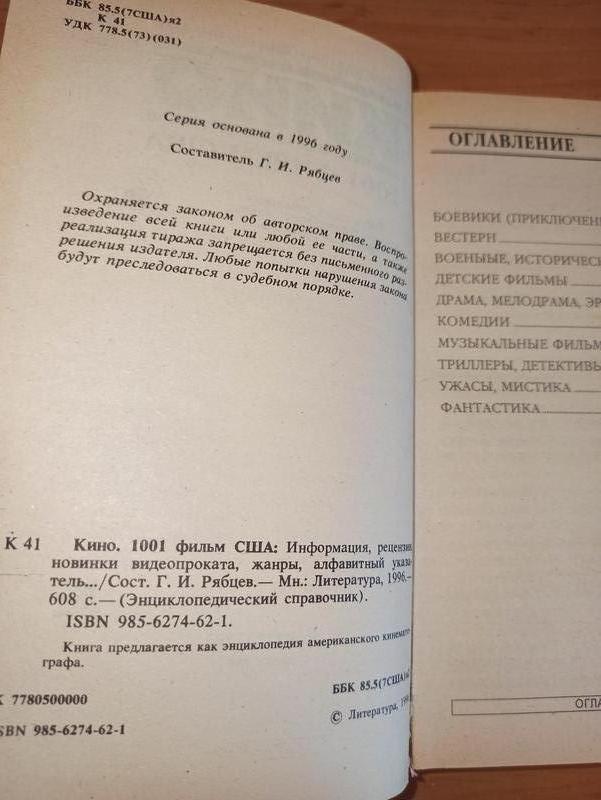 ББК 85.5(7США)я2
К 41
УДК 778.5(73)(031)
Серия основана в 1996 году
Составитель Г. И. Рябцев
Охраняется законом об авторском праве. Воспро-
изведение всей книги или любой ее части, а также
реализация тиража запрещается без письменного раз-
решения издателя. Любые попытки нарушения закона
будут преследоваться в судебном порядке.
К 41 Кино. 1001 фильм США: Информация, рецензии,
новинки видеопроката, жанры, алфавитный указа-
тель.../Сост. Г. И. Рябцев.— Мн.: Литература, 1996.—
608 с.— (Энциклопедический справочник).
ISBN 985-6274-62-1.
Книга предлагается как энциклопедия американского кинемато-
графа.
К 7780500000
ББК 85.5(7США)я2
ISBN 985-6274-62-1
© Литература, 199
ОГЛАВЛЕНИЕ
БОЕВИКИ (ПРИКЛЮЧЕН
ВЕСТЕРН
ВОЕННЫЕ, ИСТОРИЧЕСК
ДЕТСКИЕ ФИЛЬМЫ
ДРАМА, МЕЛОДРАМА, ЭР
КОМЕДИИ
МУЗЫКАЛЬНЫЕ ФИЛЬМ
ТРИЛЛЕРЫ, ДЕТЕКТИВЫ
УЖАСЫ, МИСТИКА
ФАНТАСТИКА
ОГЛА